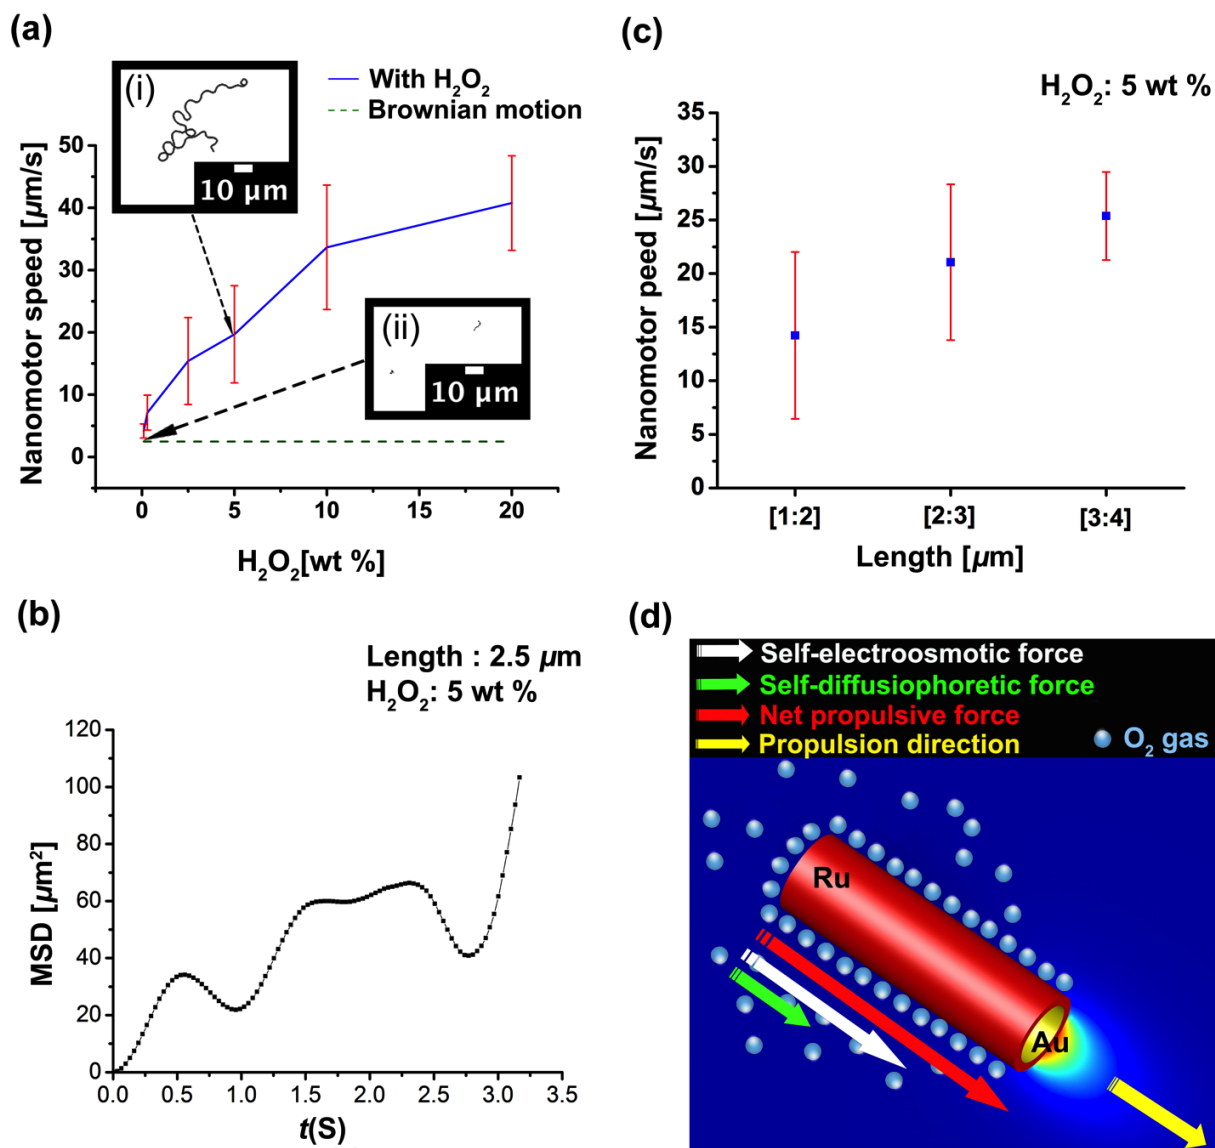 (a)
(i)
10 µm
With H₂O₂
Brownian motion
(ii)
10 µm
Nanomotor speed [µm/s]
50
40
30
20
10
0
0
5
10
15
20
H₂O₂[wt %]
(c)
H₂O₂: 5 wt %
Nanomotor peed [µm/s]
35
30
25
20
15
10
5
0
[1:2]
[2:3]
[3:4]
Length [µm]
(b)
Length : 2.5 µm
H₂O₂: 5 wt %
MSD [µm²]
120
100
80
60
40
20
0
0.0
0.5
1.0
1.5
2.0
2.5
3.0
3.5
t(S)
(d)
Self-electroosmotic force
Self-diffusiophoretic force
Net propulsive force
Propulsion direction
O₂ gas
Ru
Au